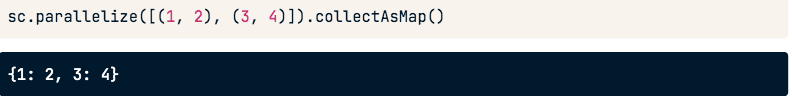 sc.parallelize([(1, 2), (3, 4)]).collectAsMap()
{1: 2, 3: 4}